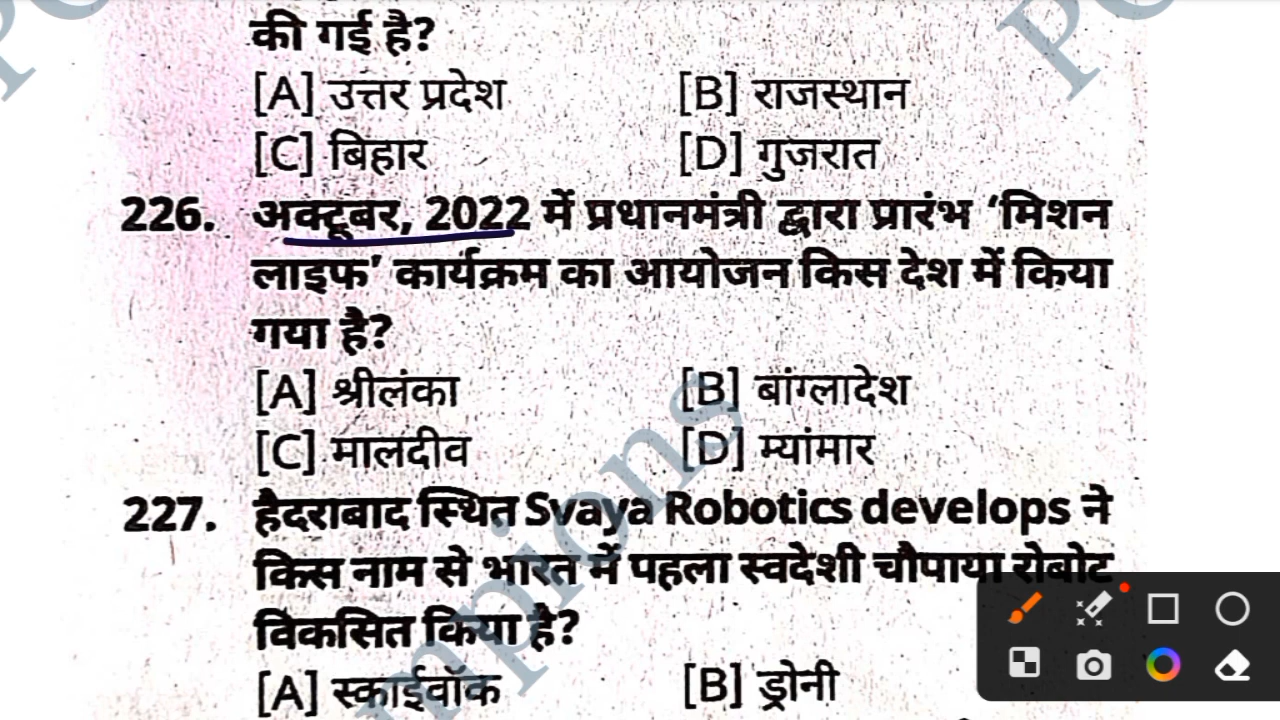 की गई है?
[A] उत्तर प्रदेश [B] राजस्थान
[C] बिहार [D] गुजरात
226. अक्टूबर, 2022 में प्रधानमंत्री द्वारा प्रारंभ ‘मिशन
लाइफ’ कार्यक्रम का आयोजन किस देश में किया
गया है?
[A] श्रीलंका [B] बांग्लादेश
[C] मालदीव [D] म्यांमार
227. हैदराबाद स्थित Svaya Robotics develops ने
किस नाम से भारत में पहला स्वदेशी चौपाया रोबोट
विकसित किया है?
[A] स्काईवॉक [B] ड्रोनी